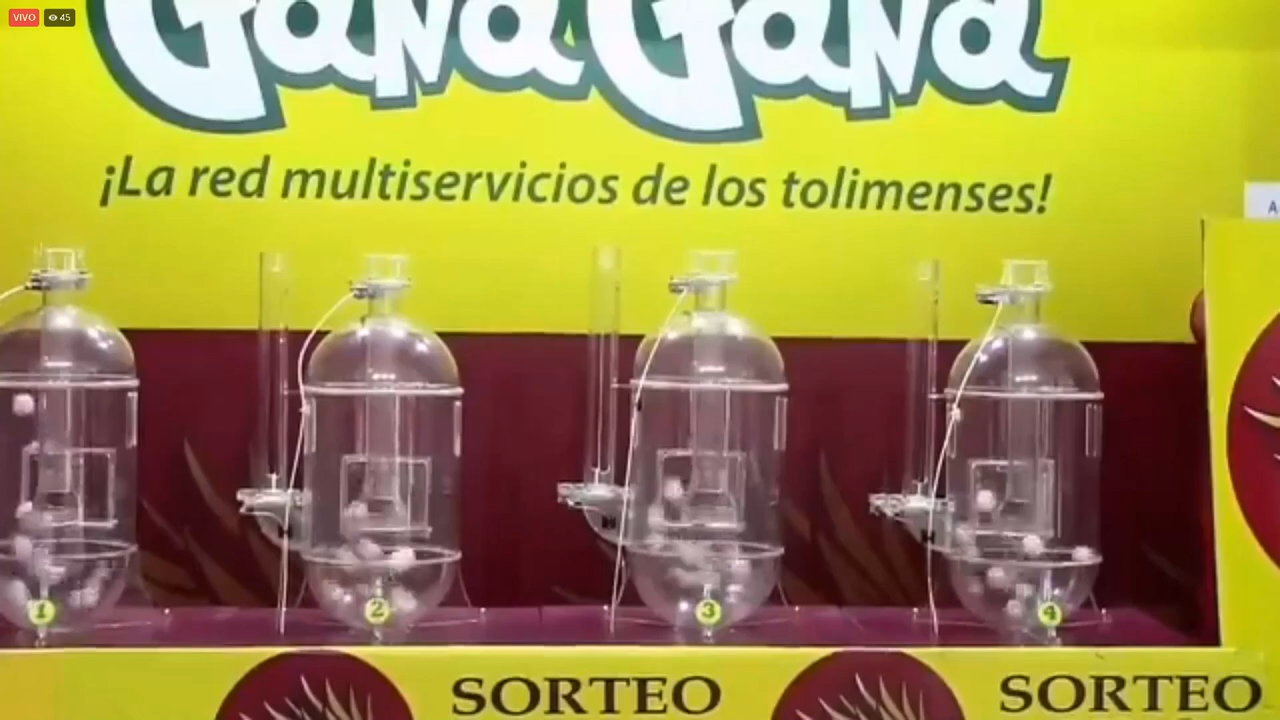 VIVO 45
GanaGana
¡La red multiservicios de los tolimenses!
A
1 2 3 4
SORTEO SORTEO